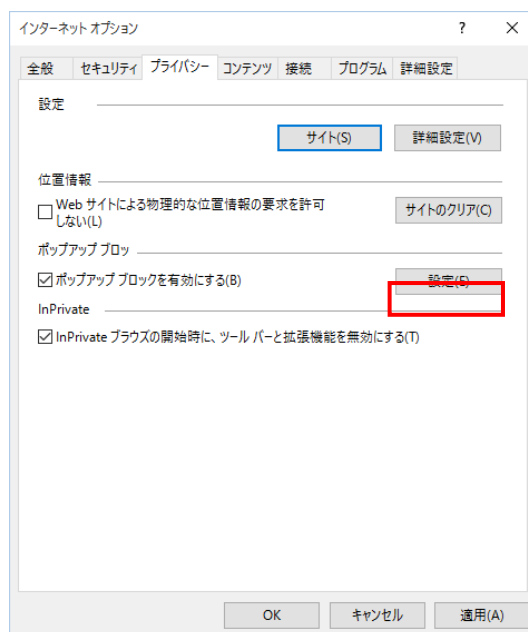 インターネット オプション ? ×
全般 セキュリティ プライバシー コンテンツ 接続 プログラム 詳細設定
設定
サイト(S) 詳細設定(V)
位置情報
Web サイトによる物理的な位置情報の要求を許可 サイトのクリア(C)
しない(L)
ポップアップ ブロッ
ポップアップ ブロックを有効にする(B) 設定(E)
InPrivate
InPrivate ブラウズの開始時に、ツール バーと拡張機能を無効にする(T)
OK キャンセル 適用(A)